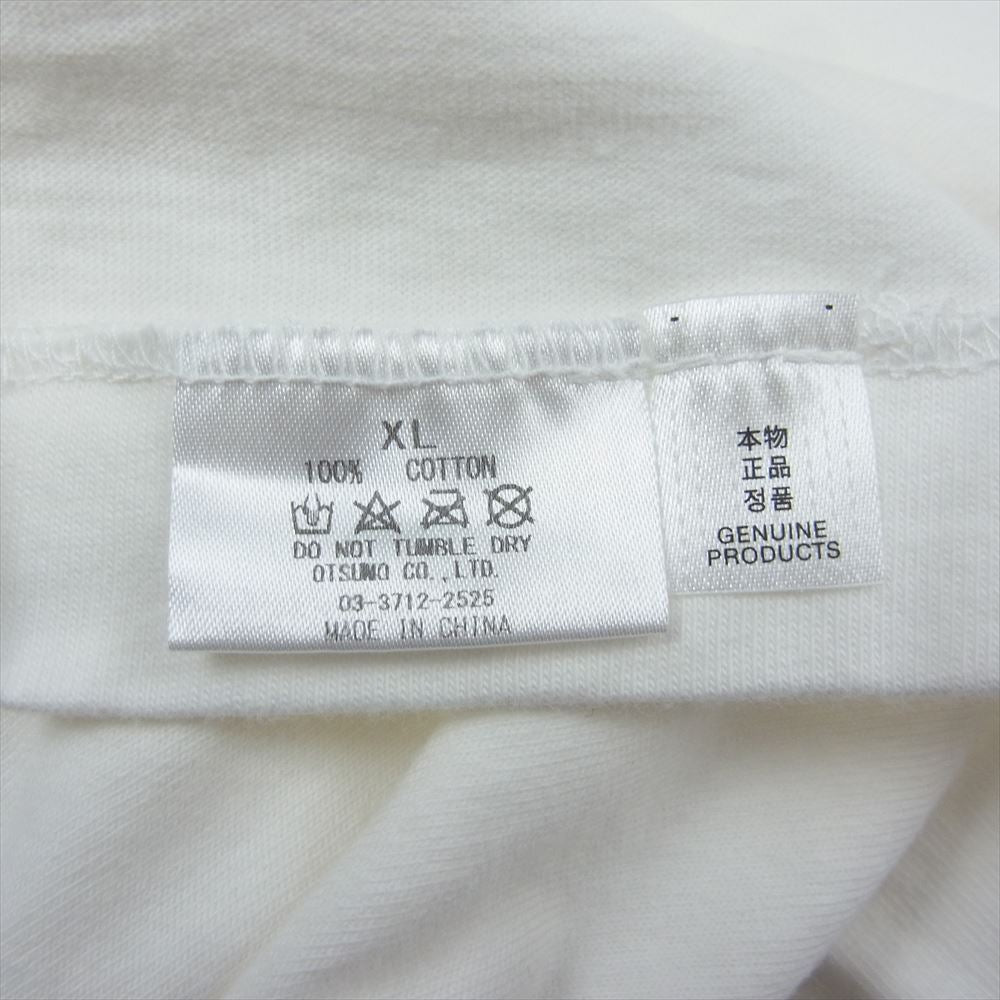 XL
100% COTTON
DO NOT TUMBLE DRY
OTSUMO CO.,LTD.
03-3712-2525
MADE IN CHINA
本物
正品
정품
GENUINE
PRODUCTS